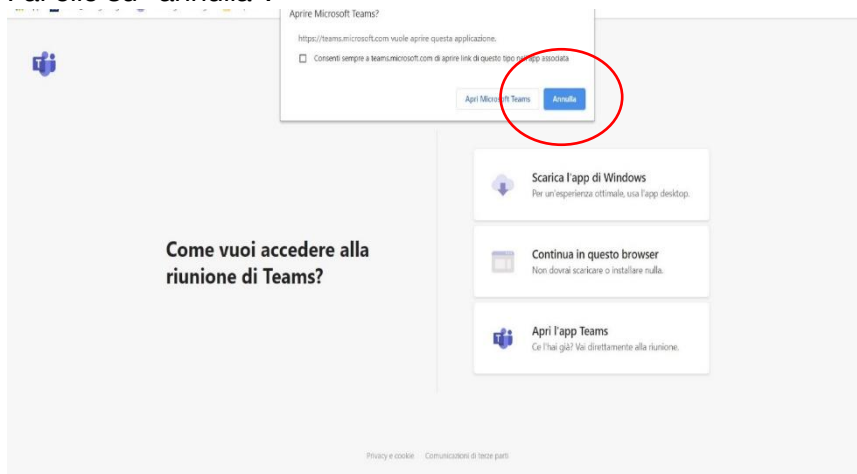 Aprire Microsoft Teams?
https://teams.microsoft.com vuole aprire questa applicazione.
Consenti sempre a teams.microsoft.com di aprire link di questo tipo nell'app associata
Apri Microsoft Teams
Annulla
Scarica l'app di Windows
Per un'esperienza ottimale, usa l'app desktop.
Come vuoi accedere alla
riunione di Teams?
Continua in questo browser
Non dovrai scaricare o installare nulla.
Apri l'app Teams
Ce l'hai già? Vai direttamente alla riunione.
Privacy e cookie
Comunicazioni di terze parti